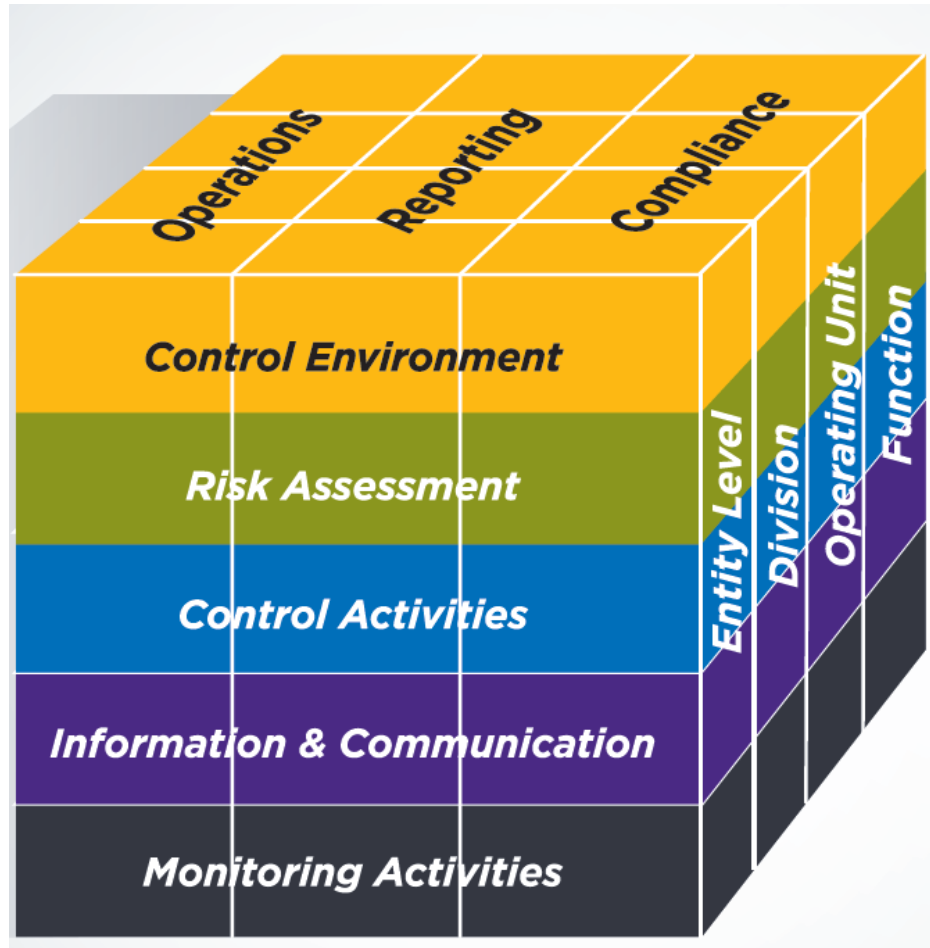 Operations
Reporting
Compliance
Control Environment
Risk Assessment
Control Activities
Information & Communication
Monitoring Activities
Entity Level
Division
Operating Unit
Function